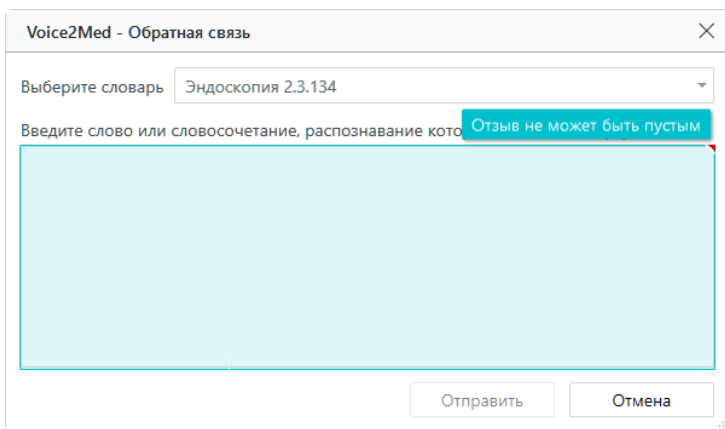 Voice2Med - Обратная связь
Выберите словарь Эндоскопия 2.3.134
Отзыв не может быть пустым
Введите слово или словосочетание, распознавание
Отправить Отмена